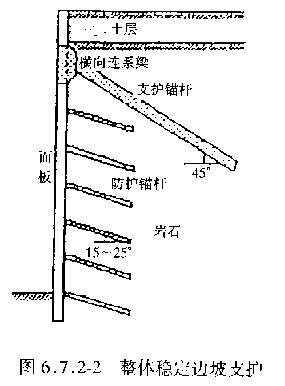 土层
横向连系梁
支护锚杆
45°
面板
防护锚杆
岩石
15~25°
图 6.7.2-2 整体稳定边坡支护